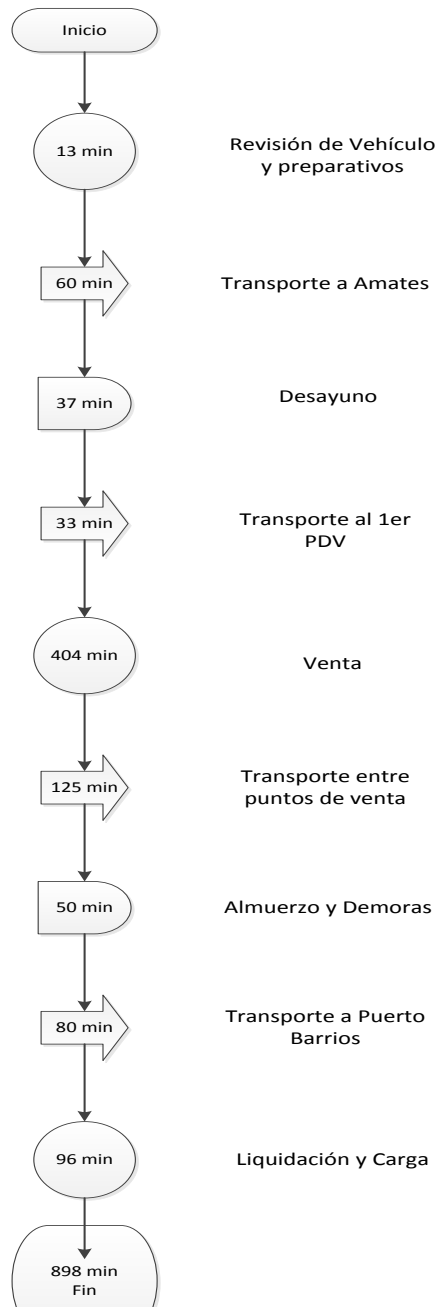 Inicio
13 min
Revisión de Vehículo
y preparativos
60 min
Transporte a Amates
37 min
Desayuno
33 min
Transporte al 1er
PDV
404 min
Venta
125 min
Transporte entre
puntos de venta
50 min
Almuerzo y Demoras
80 min
Transporte a Puerto
Barrios
96 min
Liquidación y Carga
898 min
Fin